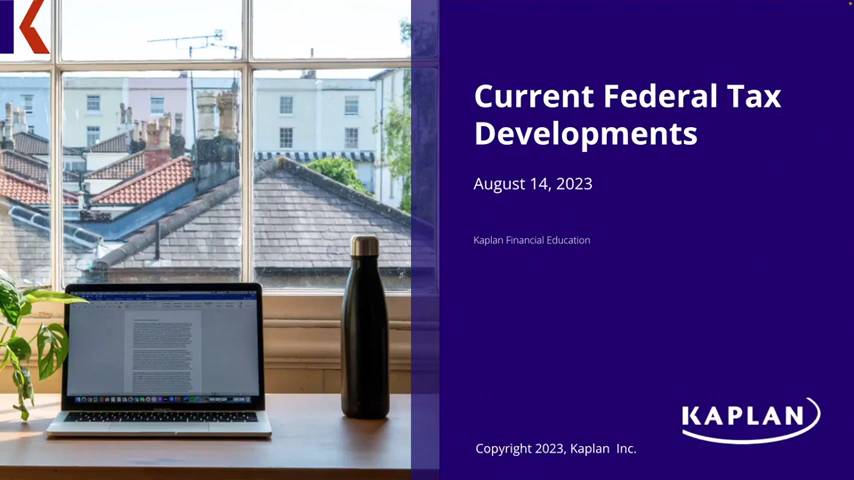 Current Federal Tax
Developments
August 14, 2023
Kaplan Financial Education
KAPLAN
Copyright 2023, Kaplan Inc.